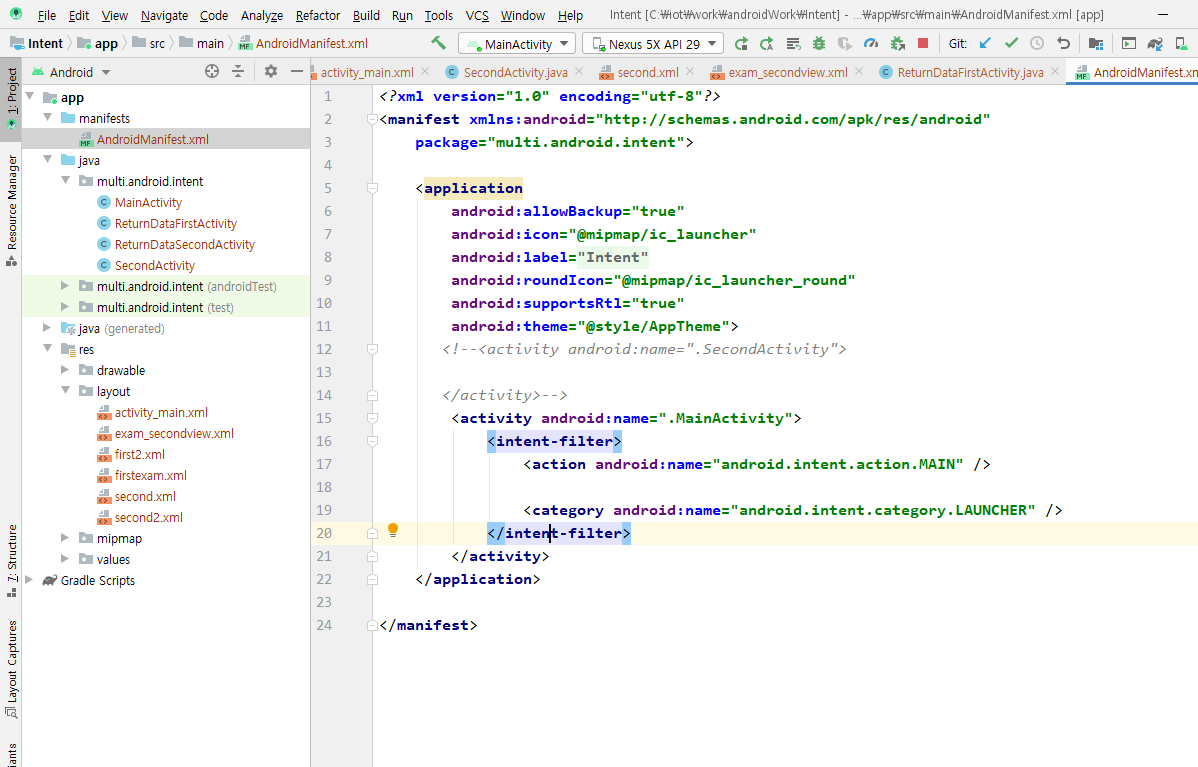 File Edit View Navigate Code Analyze Refactor Build Run Tools VCS Window Help Intent [C:₩iot₩work₩androidWork₩Intent] - ...₩app₩src₩main₩AndroidManifest.xml [app]
Intent app src main AndroidManifest.xml MainActivity Nexus 5X API 29 Git:
1: Project
Resource Manager
7: Structure
Layout Captures
Android
activity_main.xml SecondActivity.java second.xml exam_secondview.xml ReturnDataFirstActivity.java AndroidManifest.xm
app
manifests
AndroidManifest.xml
java
multi.android.intent
MainActivity
ReturnDataFirstActivity
ReturnDataSecondActivity
SecondActivity
multi.android.intent (androidTest)
multi.android.intent (test)
java (generated)
res
drawable
layout
activity_main.xml
exam_secondview.xml
first2.xml
firstexam.xml
second.xml
second2.xml
mipmap
values
Gradle Scripts
1 <?xml version="1.0" encoding="utf-8"?>
2 <manifest xmlns:android="http://schemas.android.com/apk/res/android"
3 package="multi.android.intent">
4
5 <application
6 android:allowBackup="true"
7 android:icon="@mipmap/ic_launcher"
8 android:label="Intent"
9 android:roundIcon="@mipmap/ic_launcher_round"
10 android:supportsRtl="true"
11 android:theme="@style/AppTheme">
12 <!--<activity android:name=".SecondActivity">
13
14 </activity>-->
15 <activity android:name=".MainActivity">
16 <intent-filter>
17 <action android:name="android.intent.action.MAIN" />
18
19 <category android:name="android.intent.category.LAUNCHER" />
20 </intent-filter>
21 </activity>
22 </application>
23
24 </manifest>